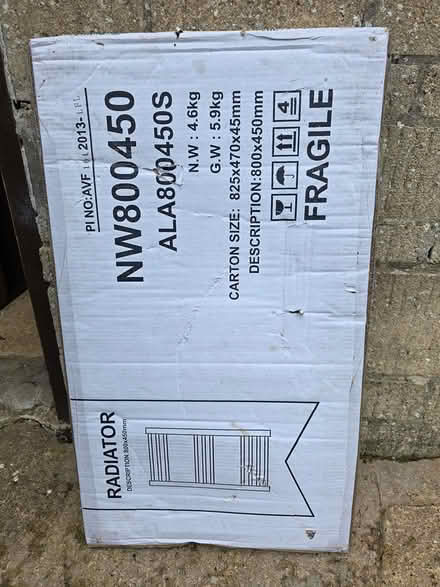 PI NO:AVF 2013-
NW800450
ALA800450S
N.W : 4.6kg
G.W : 5.9kg
CARTON SIZE: 825x470x45mm
DESCRIPTION:800x450mm
4
FRAGILE
RADIATOR
DESCRIPTION 800x450mm